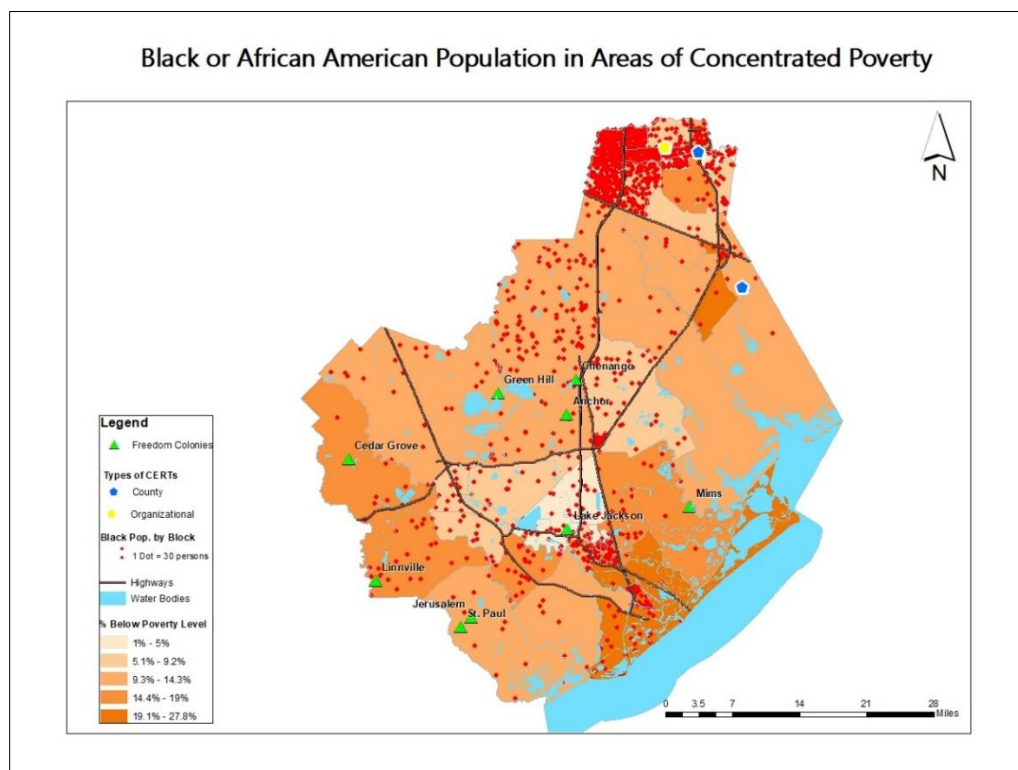 Black or African American Population in Areas of Concentrated Poverty
N
Chenango
Green Hill
Anchor
Cedar Grove
Mims
Lake Jackson
Linnville
Jerusalem
St. Paul
Legend
Freedom Colonies
Types of CERTs
County
Organizational
Black Pop. by Block
1 Dot = 30 persons
Highways
Water Bodies
% Below Poverty Level
1% - 5%
5.1% - 9.2%
9.3% - 14.3%
14.4% - 19%
19.1% - 27.8%
0 3.5 7 14 21 28
Miles